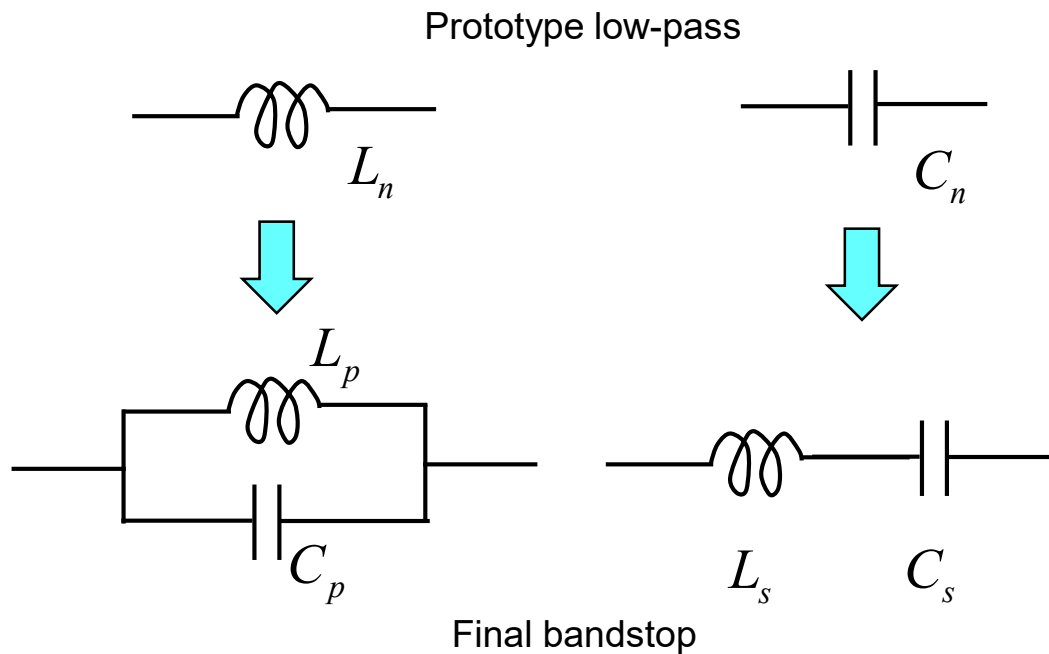 Prototype low-pass
L_n
C_n
L_p
C_p
L_s
C_s
Final bandstop